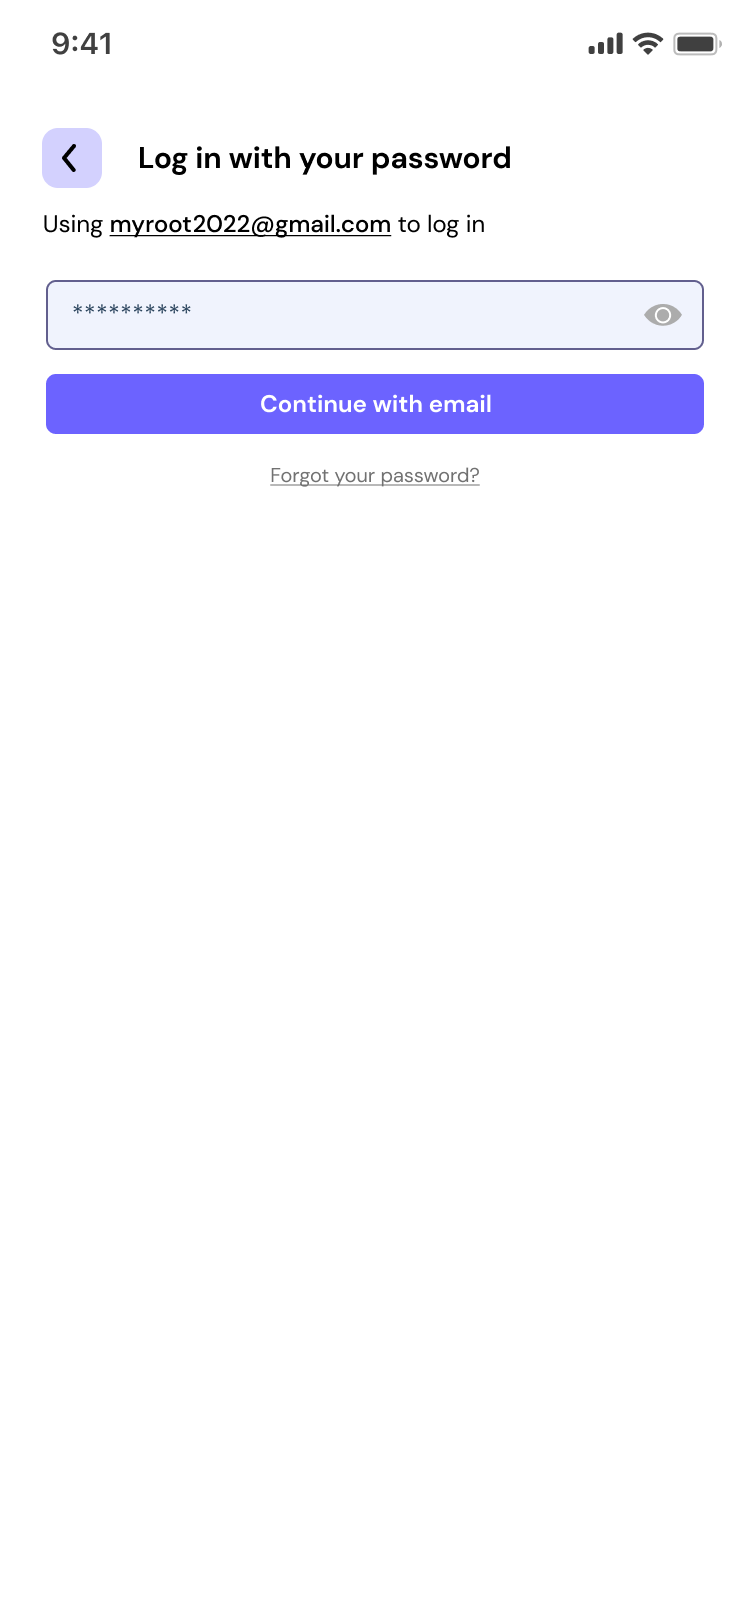 9:41
Log in with your password
Using myroot2022@gmail.com to log in
**********
Continue with email
Forgot your password?